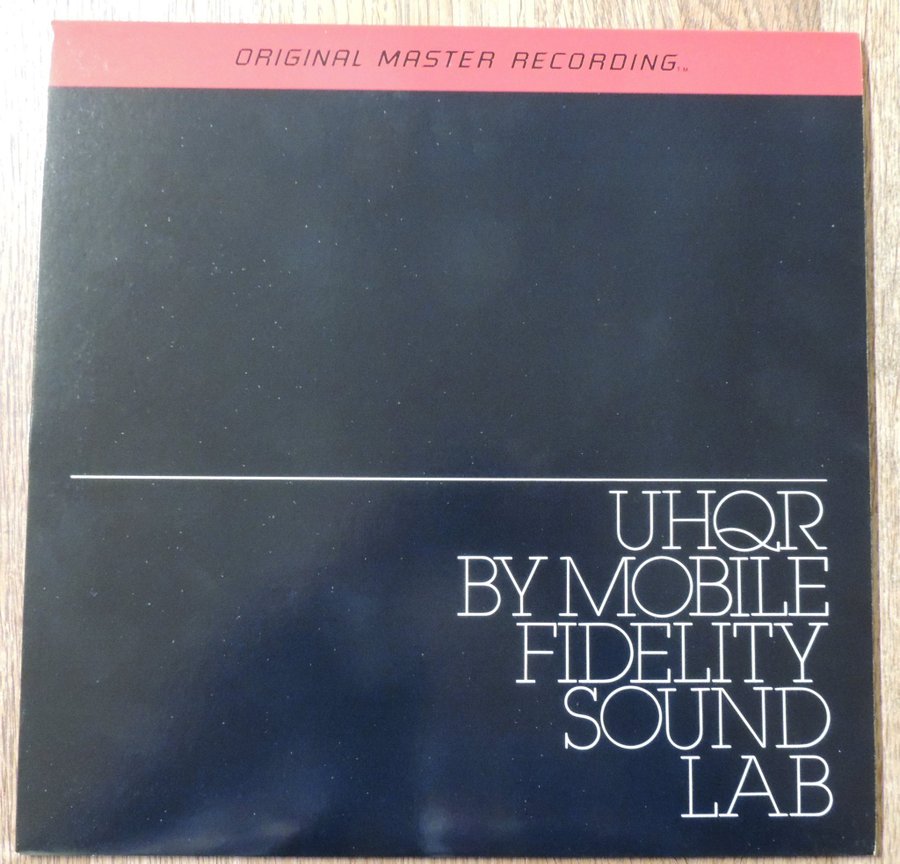 ORIGINAL MASTER RECORDING™
UHQR
BY MOBILE
FIDELITY
SOUND
LAB